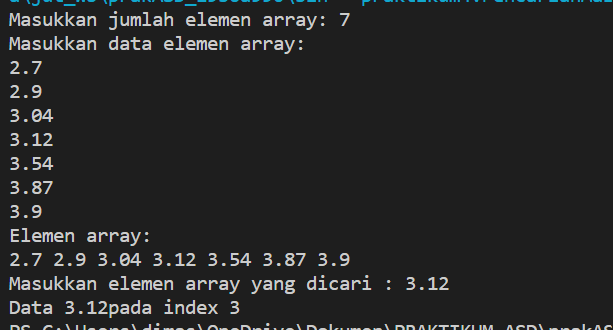 Masukkan jumlah elemen array: 7
Masukkan data elemen array:
2.7
2.9
3.04
3.12
3.54
3.87
3.9
Elemen array:
2.7 2.9 3.04 3.12 3.54 3.87 3.9
Masukkan elemen array yang dicari : 3.12
Data 3.12pada index 3